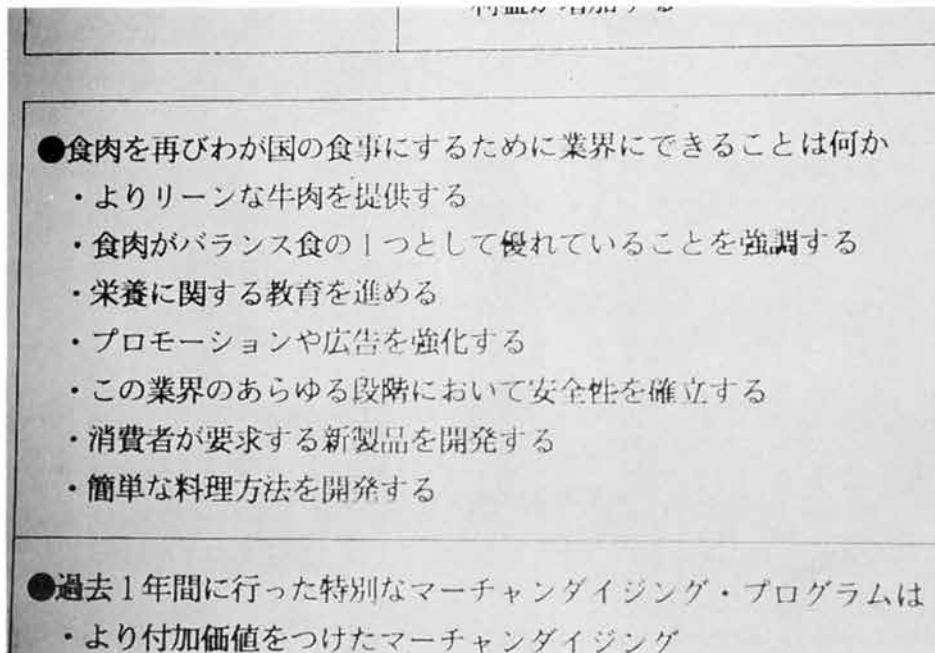 利益が増加する
●食肉を再びわが国の食事にするために業界にできることは何か
・よりリーンな牛肉を提供する
・食肉がバランス食の1つとして優れていることを強調する
・栄養に関する教育を進める
・プロモーションや広告を強化する
・この業界のあらゆる段階において安全性を確立する
・消費者が要求する新製品を開発する
・簡単な料理方法を開発する
●過去1年間に行った特別なマーチャンダイジング・プログラムは
・より付加価値をつけたマーチャンダイジング